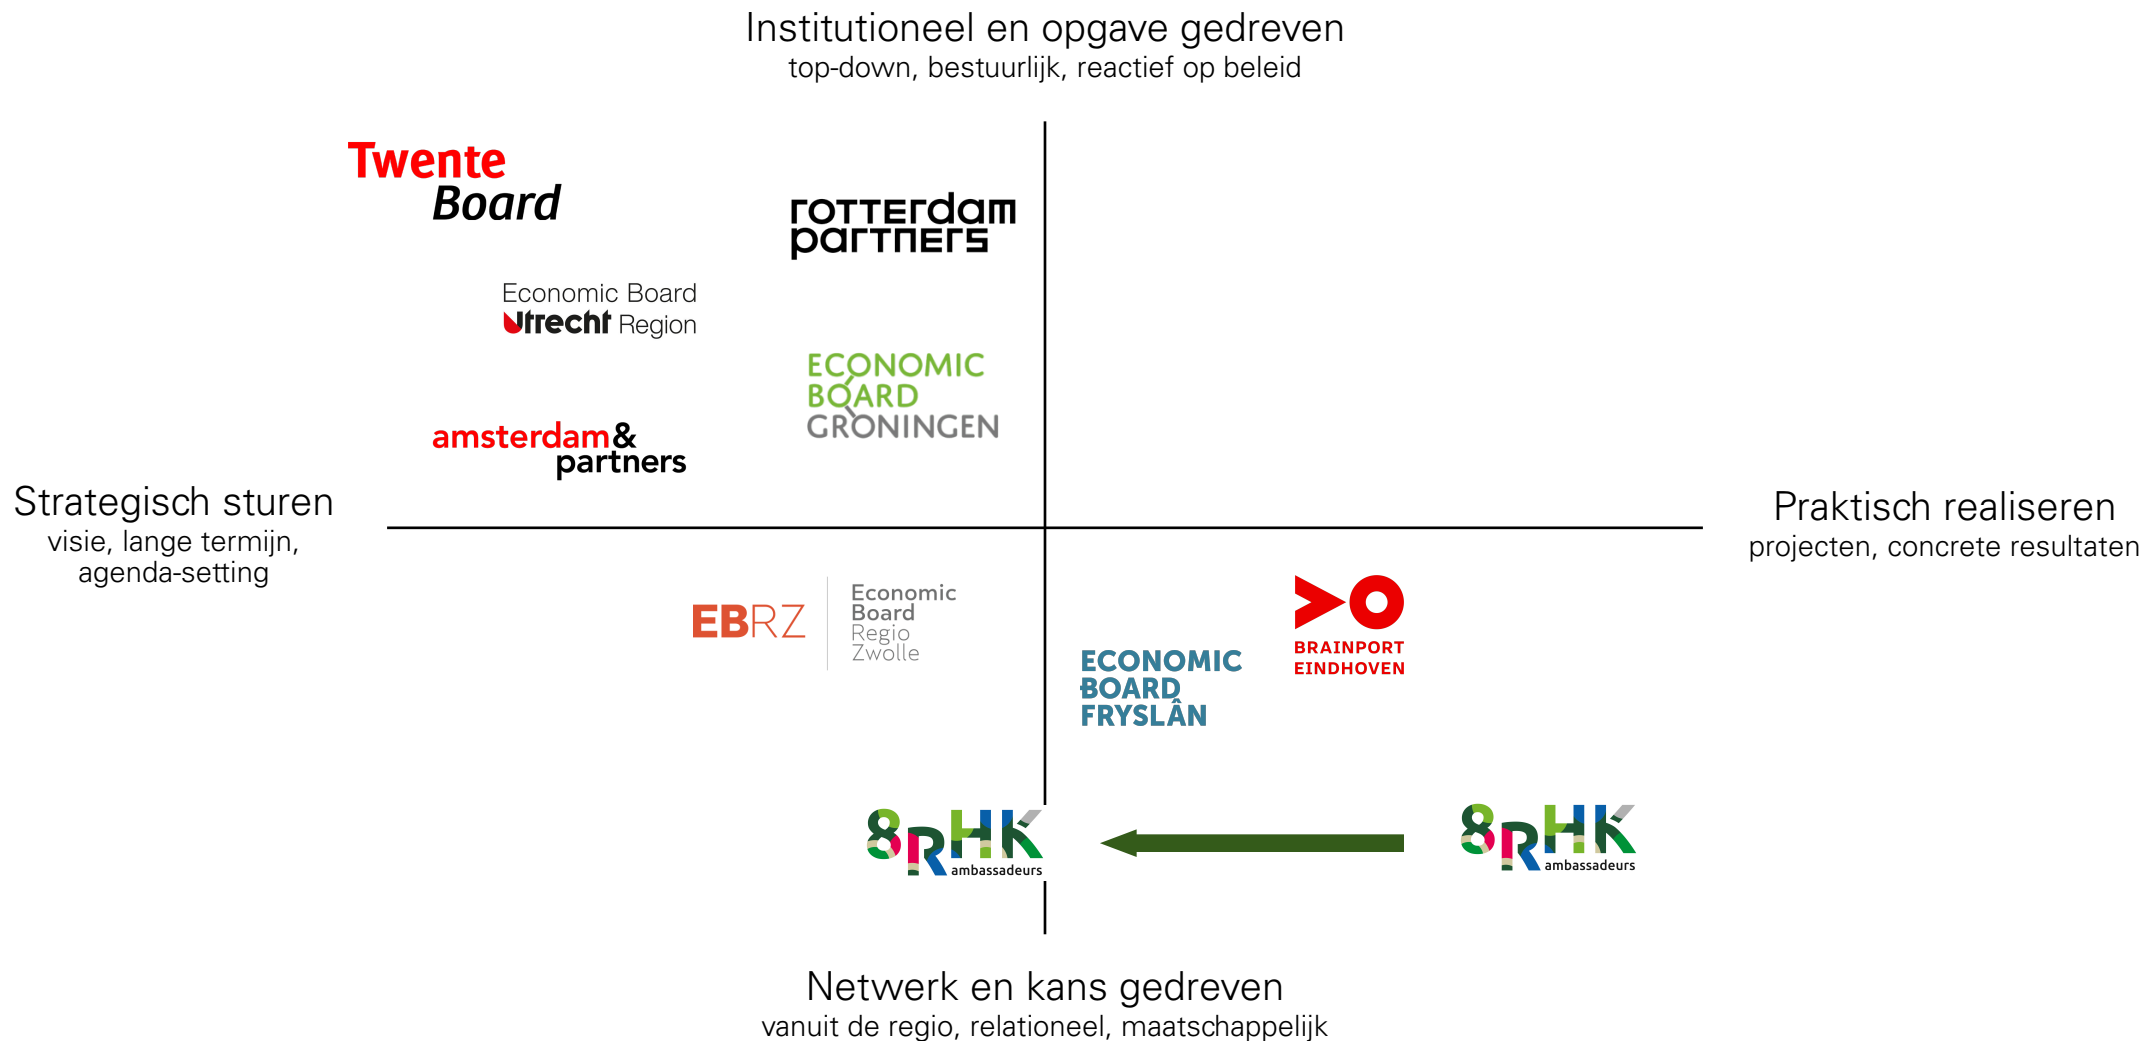 Institutioneel en opgave gedreven
top-down, bestuurlijk, reactief op beleid
Twente
Board
rotterdam
partners
Economic Board
Utrecht Region
ECONOMIC
BOARD
GRONINGEN
amsterdam&
partners
Strategisch sturen
visie, lange termijn,
agenda-setting
Praktisch realiseren
projecten, concrete resultaten
EBRZ
Economic
Board
Regio
Zwolle
BRAINPORT
EINDHOVEN
ECONOMIC
BOARD
FRYSLÂN
8RHK
ambassadeurs
8RHK
ambassadeurs
Netwerk en kans gedreven
vanuit de regio, relationeel, maatschappelijk